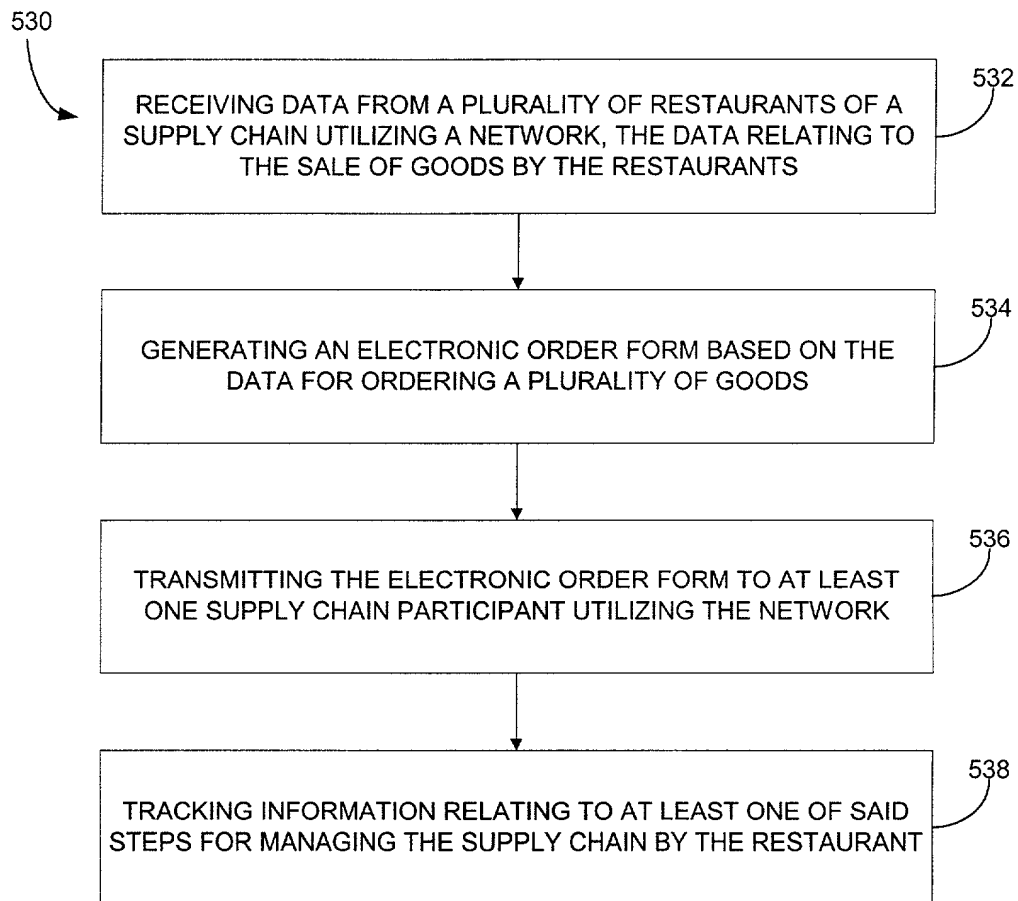 530
532
RECEIVING DATA FROM A PLURALITY OF RESTAURANTS OF A
SUPPLY CHAIN UTILIZING A NETWORK, THE DATA RELATING TO
THE SALE OF GOODS BY THE RESTAURANTS
534
GENERATING AN ELECTRONIC ORDER FORM BASED ON THE
DATA FOR ORDERING A PLURALITY OF GOODS
536
TRANSMITTING THE ELECTRONIC ORDER FORM TO AT LEAST
ONE SUPPLY CHAIN PARTICIPANT UTILIZING THE NETWORK
538
TRACKING INFORMATION RELATING TO AT LEAST ONE OF SAID
STEPS FOR MANAGING THE SUPPLY CHAIN BY THE RESTAURANT